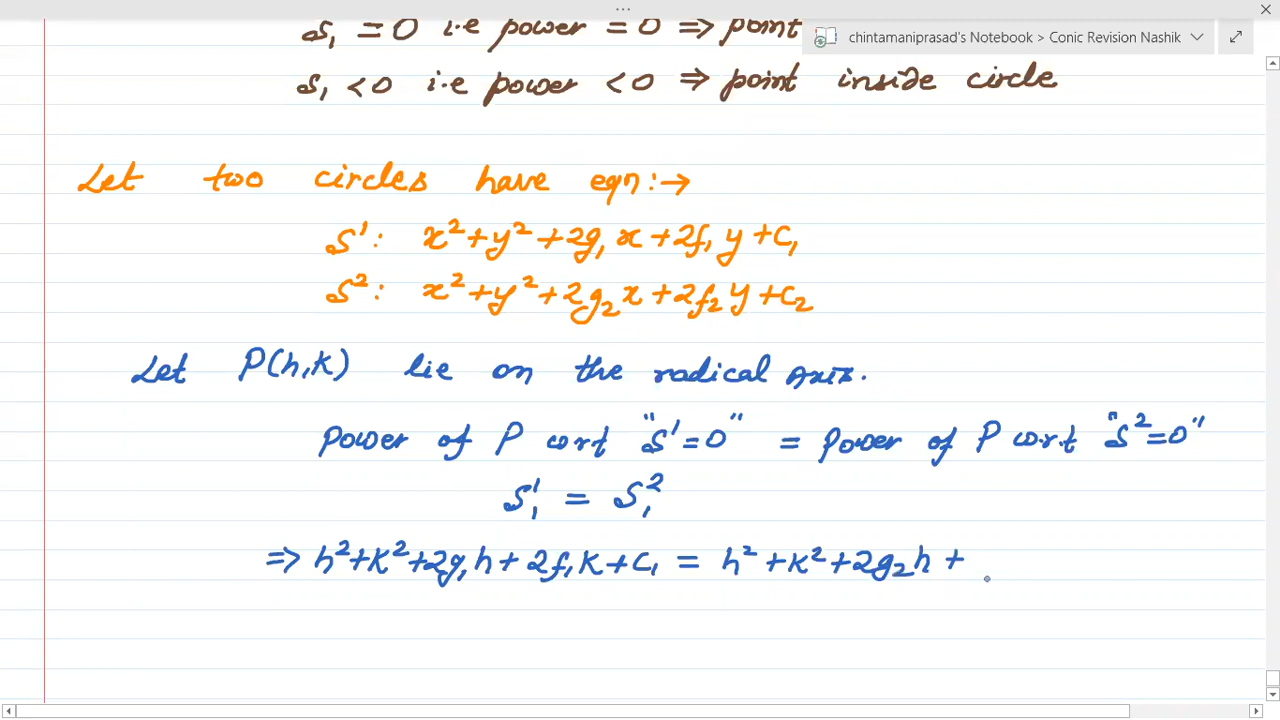 S₁ = 0 i.e power = 0 ⇒ point
chintamaniprasad's Notebook > Conic Revision Nashik
S₁ < 0 i.e power < 0 ⇒ point inside circle
Let two circles have eqn:→
S¹: x²+y²+2g₁x+2f₁y+C₁
S²: x²+y²+2g₂x+2f₂y+C₂
Let P(h,k) lie on the radical axis.
Power of P wrt "S¹=0" = Power of P w.r.t "S²=0"
S₁¹ = S₁²
⇒ h²+k²+2g₁h+2f₁k+C₁ = h²+k²+2g₂h+